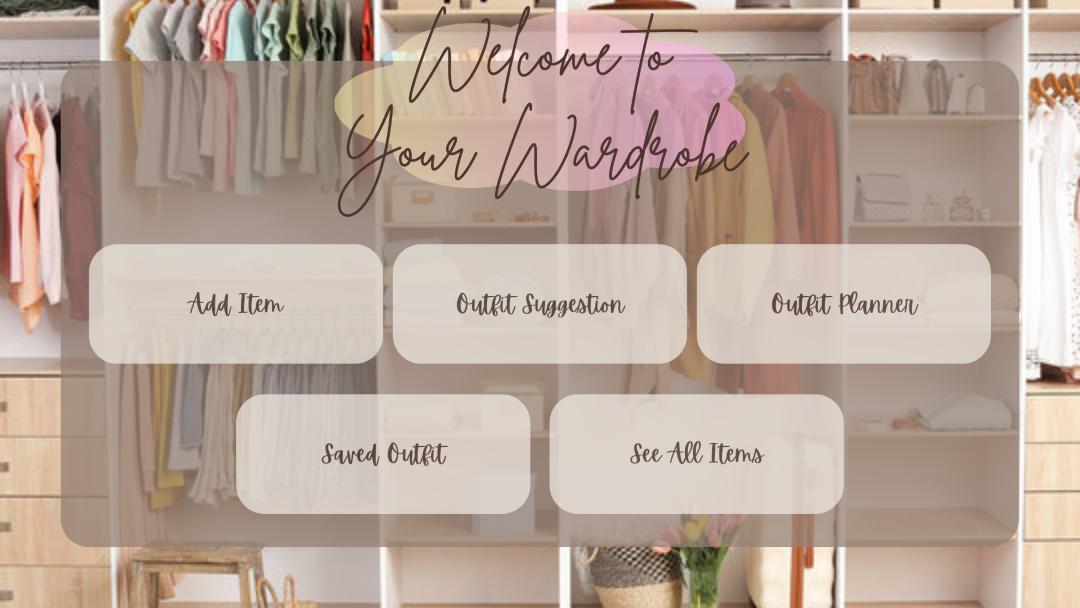 Welcome to
Your Wardrobe
Add Item
Outfit Suggestion
Outfit Planner
Saved Outfit
See All Items